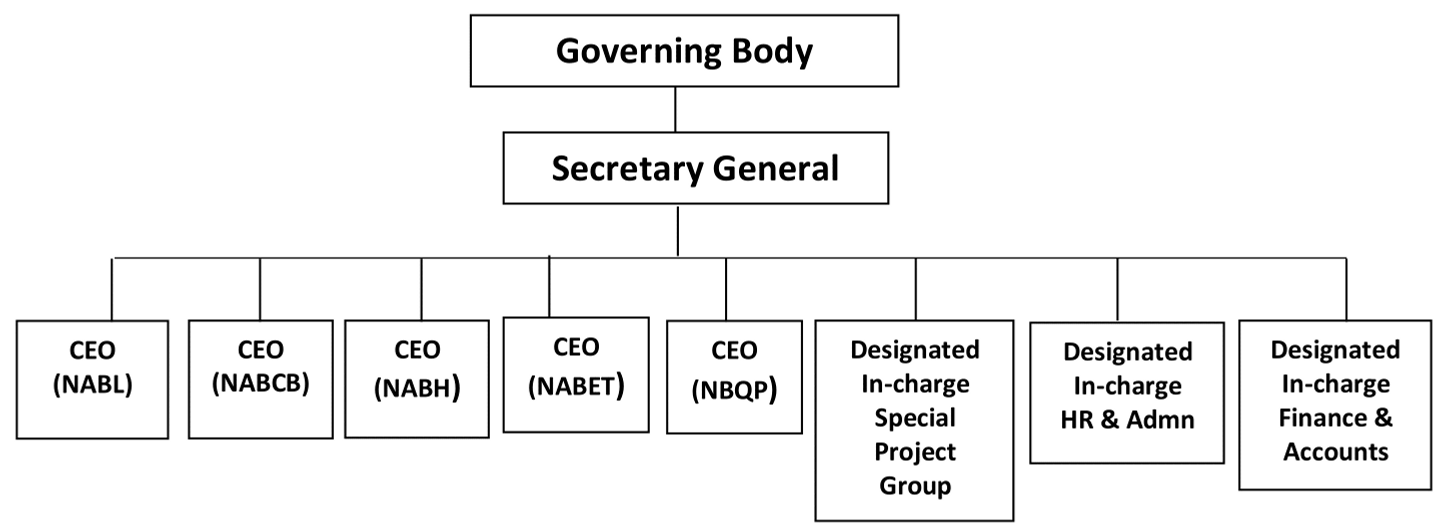 Governing Body
Secretary General
CEO
(NABL)
CEO
(NABCB)
CEO
(NABH)
CEO
(NABET)
CEO
(NBQP)
Designated
In-charge
Special
Project
Group
Designated
In-charge
HR & Admn
Designated
In-charge
Finance &
Accounts